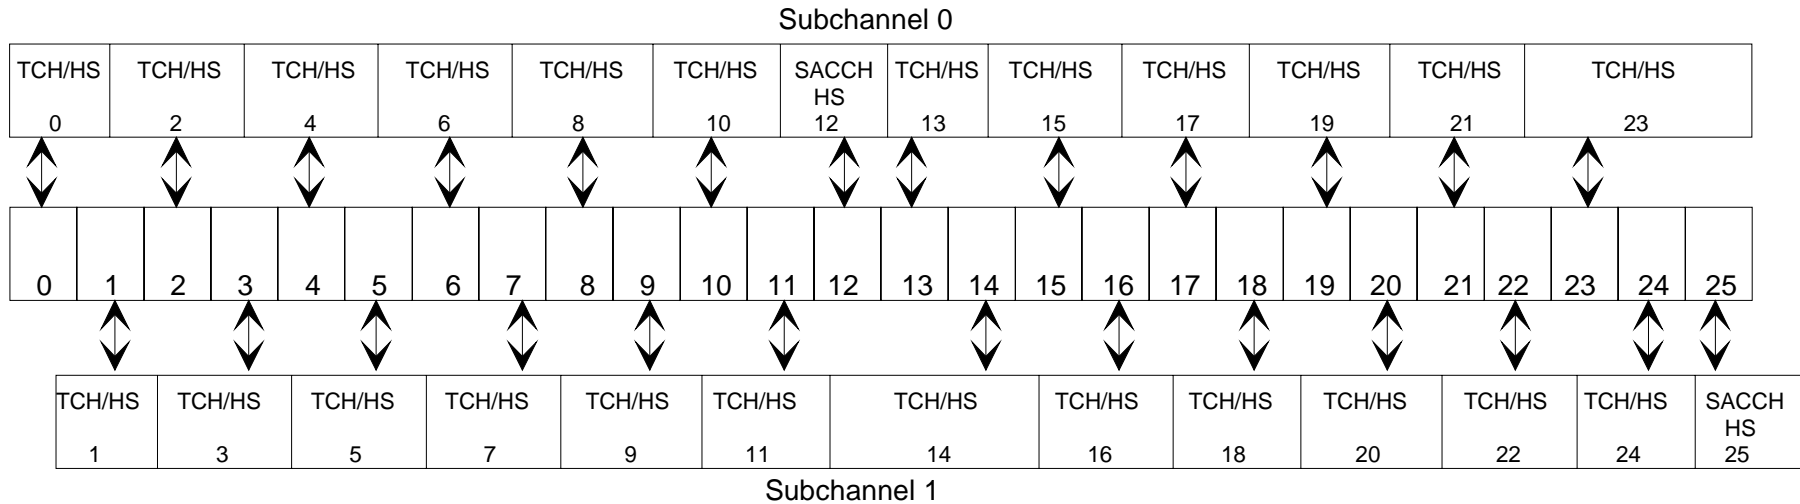 Subchannel 0
TCH/HS TCH/HS TCH/HS TCH/HS TCH/HS TCH/HS SACCH TCH/HS TCH/HS TCH/HS TCH/HS TCH/HS TCH/HS
HS
0 2 4 6 8 10 12 13 15 17 19 21 23
0 1 2 3 4 5 6 7 8 9 10 11 12 13 14 15 16 17 18 19 20 21 22 23 24 25
TCH/HS TCH/HS TCH/HS TCH/HS TCH/HS TCH/HS TCH/HS TCH/HS TCH/HS TCH/HS TCH/HS TCH/HS SACCH
HS
1 3 5 7 9 11 14 16 18 20 22 24 25
Subchannel 1